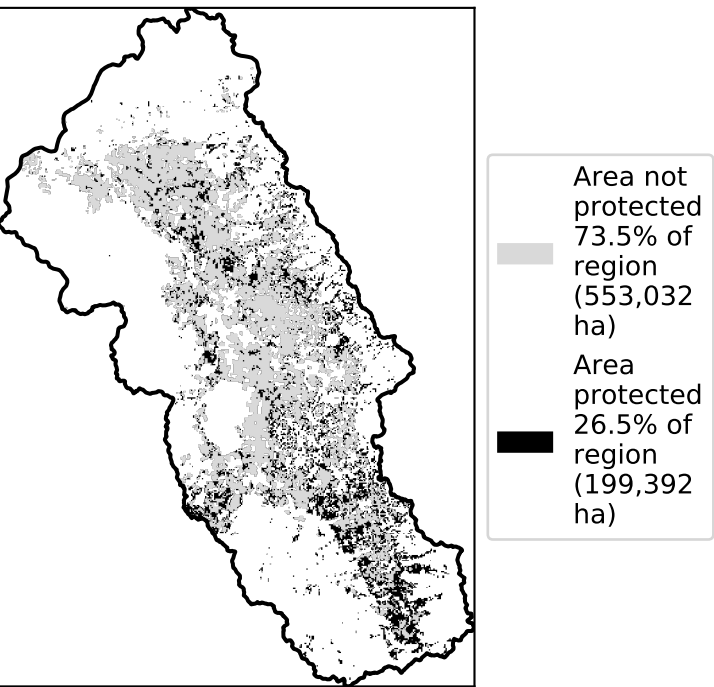 Area not
protected
73.5% of
region
(553,032
ha)
Area
protected
26.5% of
region
(199,392
ha)